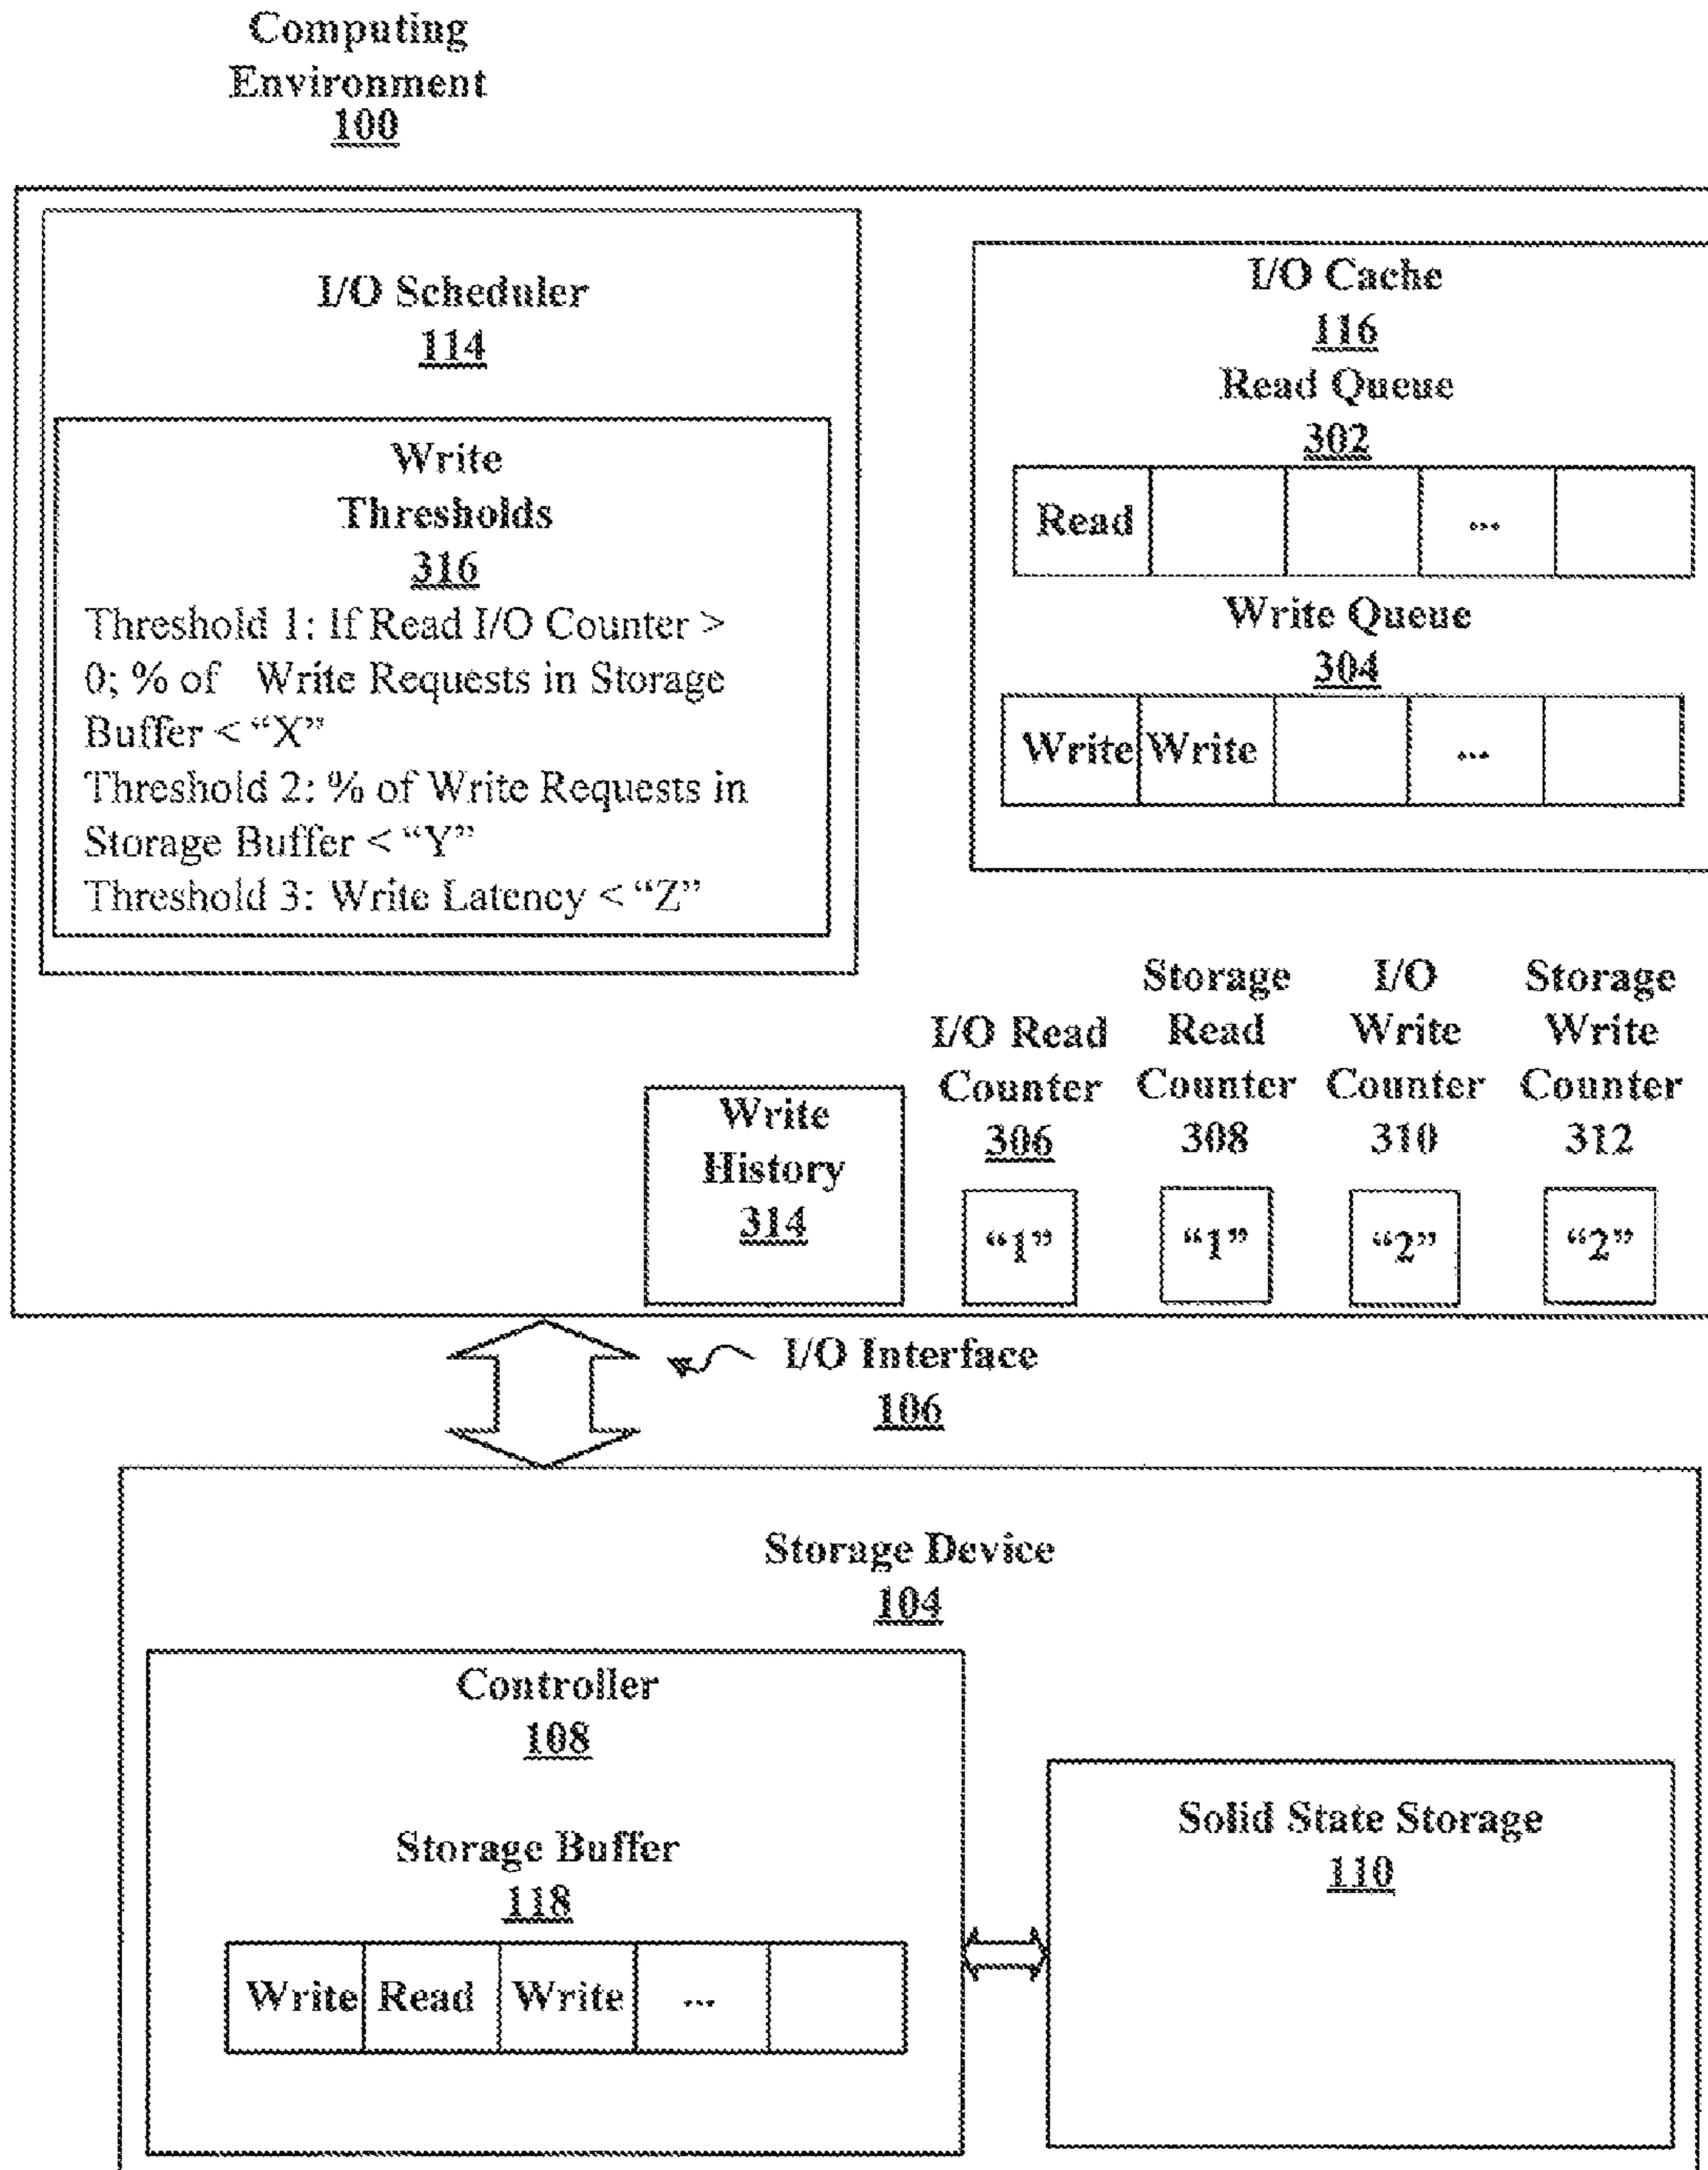 Computing
Environment
100
I/O Scheduler
114
Write
Thresholds
316
Threshold 1: If Read I/O Counter >
0; % of Write Requests in Storage
Buffer < “X”
Threshold 2: % of Write Requests in
Storage Buffer < “Y”
Threshold 3: Write Latency < “Z”
I/O Cache
116
Read Queue
302
Read ...
Write Queue
304
Write Write ...
Write
History
314
I/O Read
Counter
306
“1”
Storage
Read
Counter
308
“1”
I/O
Write
Counter
310
“2”
Storage
Write
Counter
312
“2”
I/O Interface
106
Storage Device
104
Controller
108
Storage Buffer
118
Write Read Write ...
Solid State Storage
110